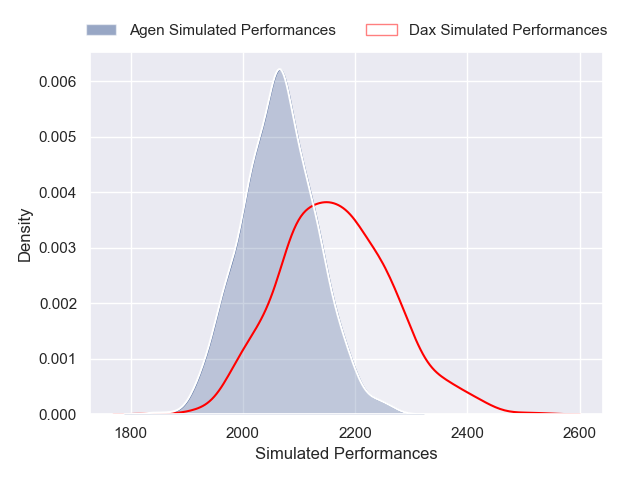 Agen Simulated Performances Dax Simulated Performances
0.006
0.005
0.004
0.003
0.002
0.001
0.000
Density
1800 2000 2200 2400 2600
Simulated Performances